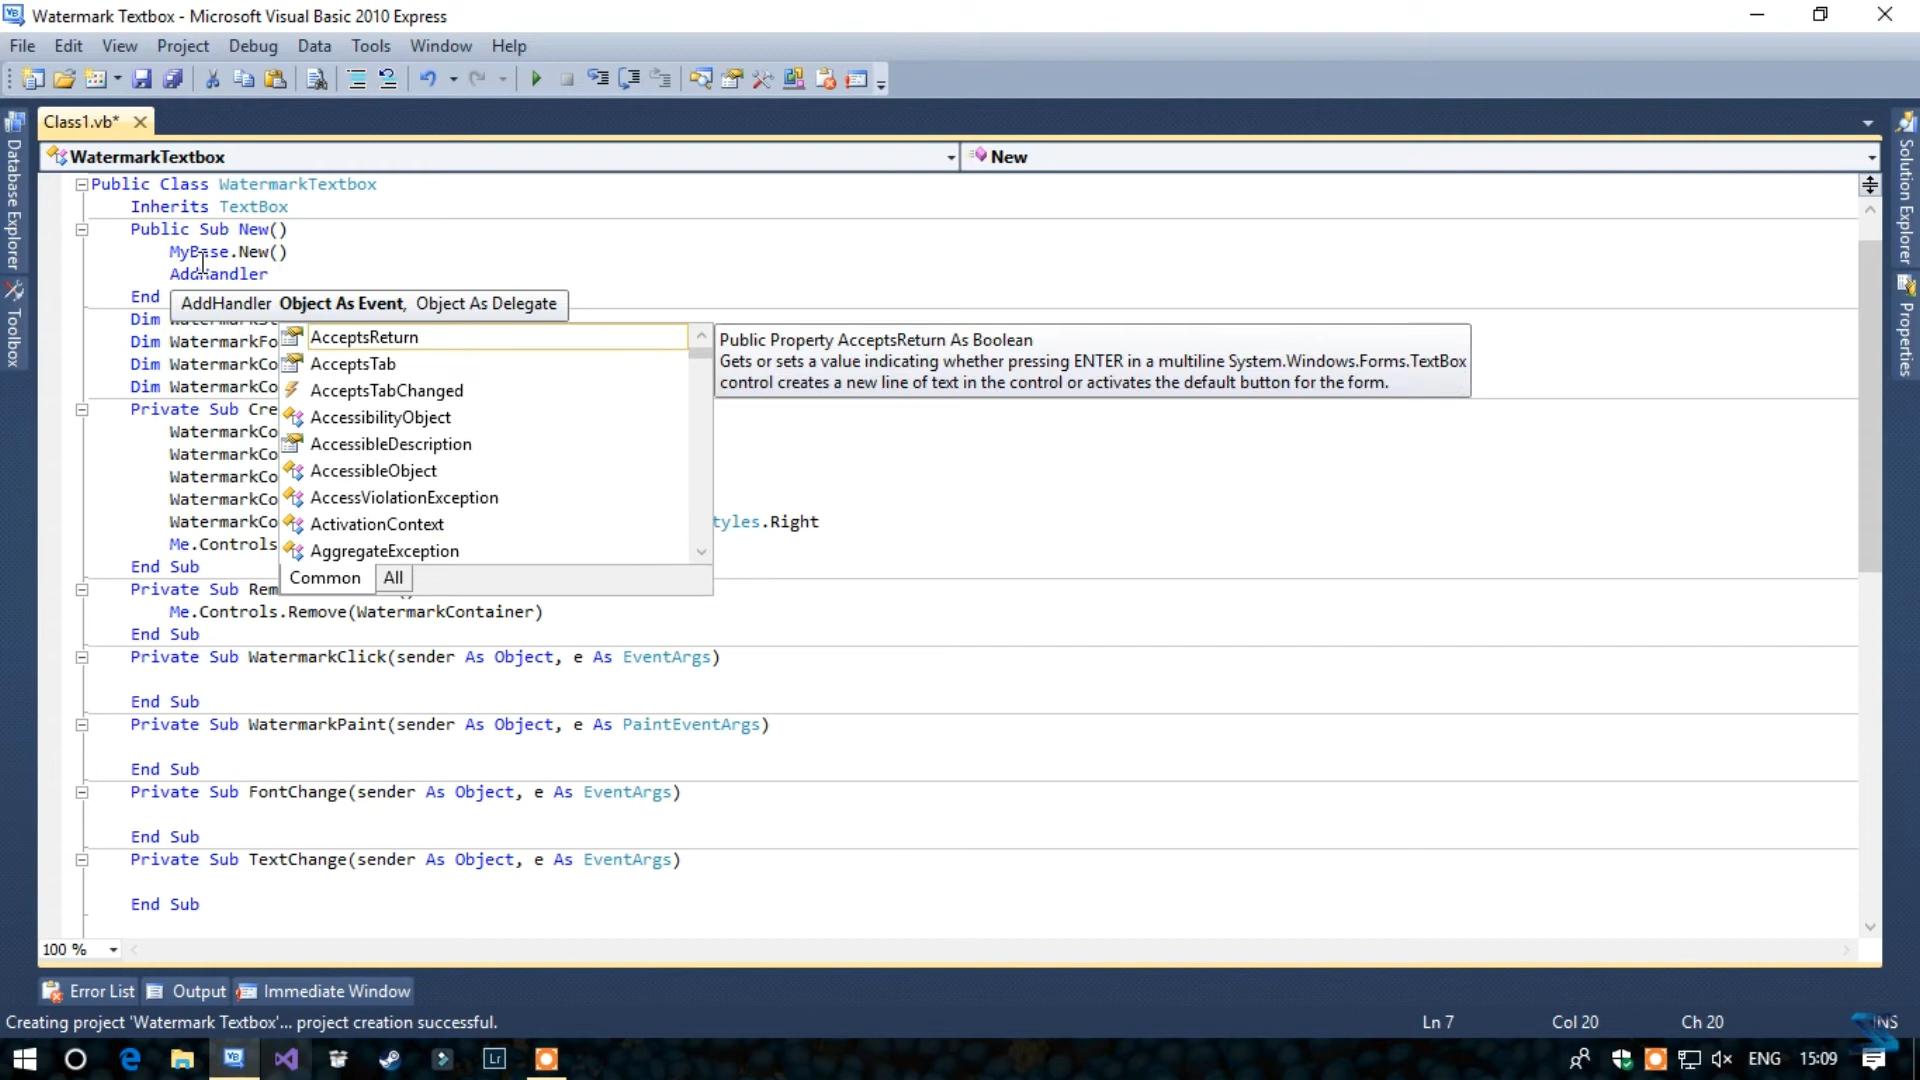 Watermark Textbox - Microsoft Visual Basic 2010 Express
File Edit View Project Debug Data Tools Window Help
Class1.vb*
WatermarkTextbox New
Database Explorer
Toolbox
Solution Explorer
Properties
Public Class WatermarkTextbox
Inherits TextBox
Public Sub New()
MyBase.New()
AddHandler
End
AddHandler Object As Event, Object As Delegate
Dim
Dim WatermarkFo
Dim WatermarkCo
Dim WatermarkCo
Private Sub Cre
WatermarkCo
WatermarkCo
WatermarkCo
WatermarkCo
WatermarkCo tyles.Right
Me.Controls
End Sub
AcceptsReturn
AcceptsTab
AcceptsTabChanged
AccessibilityObject
AccessibleDescription
AccessibleObject
AccessViolationException
ActivationContext
AggregateException
Common All
Public Property AcceptsReturn As Boolean
Gets or sets a value indicating whether pressing ENTER in a multiline System.Windows.Forms.TextBox
control creates a new line of text in the control or activates the default button for the form.
Private Sub Rem
Me.Controls.Remove(WatermarkContainer)
End Sub
Private Sub WatermarkClick(sender As Object, e As EventArgs)
End Sub
Private Sub WatermarkPaint(sender As Object, e As PaintEventArgs)
End Sub
Private Sub FontChange(sender As Object, e As EventArgs)
End Sub
Private Sub TextChange(sender As Object, e As EventArgs)
End Sub
100 %
Error List Output Immediate Window
Creating project 'Watermark Textbox'... project creation successful. Ln 7 Col 20 Ch 20 INS
Lr ENG 15:09